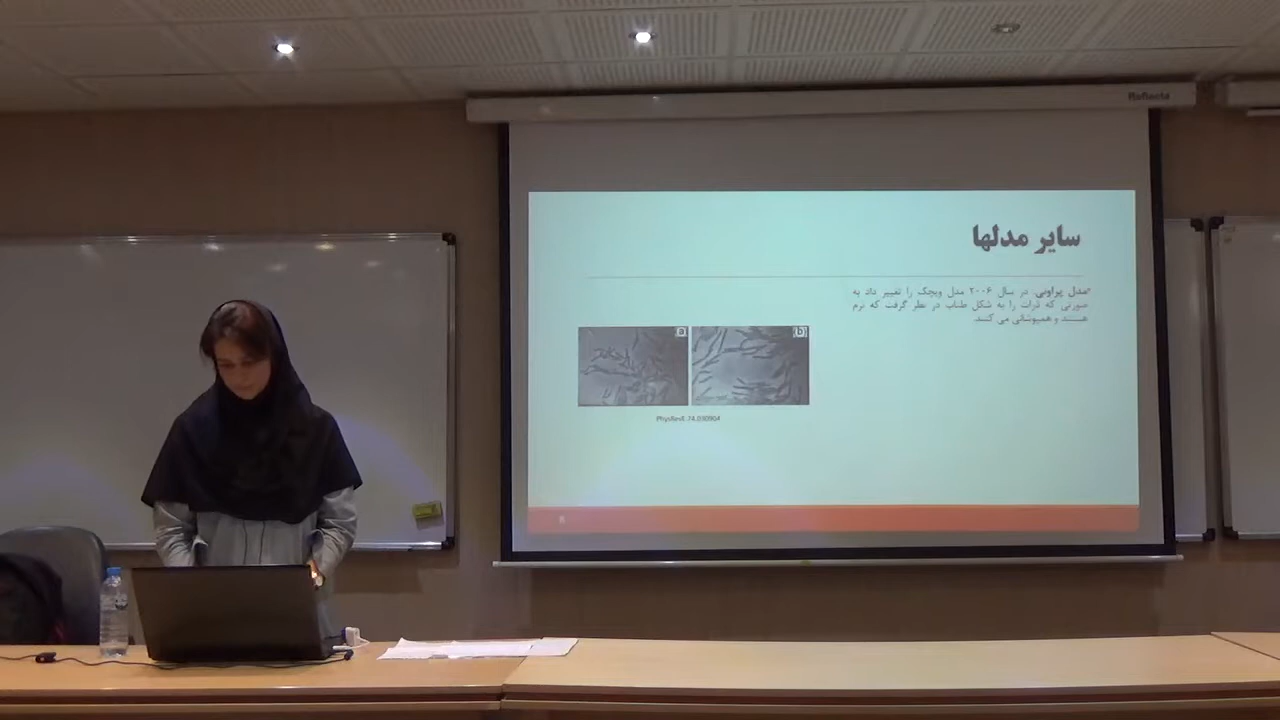 Reflecta
سایر مدلها
مدل پراونی: در سال ۲۰۰۶ مدل ویچک را تغییر داد به
صورتی که ذرات را به شکل طناب در نظر گرفت که نرم
هستند و همپوشانی می کنند.
(a) (b)
PhysRevE.74.030904
8